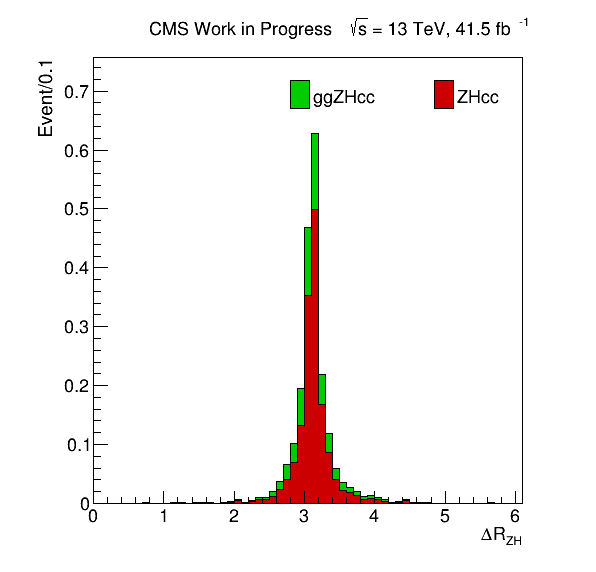 CMS Work in Progress √s = 13 TeV, 41.5 fb -1
Event/0.1
ggZHcc ZHcc
0.7
0.6
0.5
0.4
0.3
0.2
0.1
0
0 1 2 3 4 5 6
ΔR_ZH